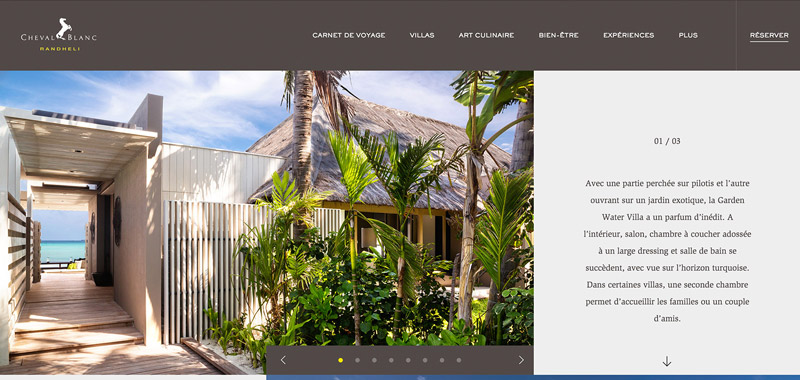 CHEVAL BLANC
RANDHELI
CARNET DE VOYAGE VILLAS ART CULINAIRE BIEN-ÊTRE EXPÉRIENCES PLUS RÉSERVER
01 / 03
Avec une partie perchée sur pilotis et l'autre
ouvrant sur un jardin exotique, la Garden
Water Villa a un parfum d'inédit. A
l'intérieur, salon, chambre à coucher adossée
à un large dressing et salle de bain se
succèdent, avec vue sur l'horizon turquoise.
Dans certaines villas, une seconde chambre
permet d'accueillir les familles ou un couple
d'amis.